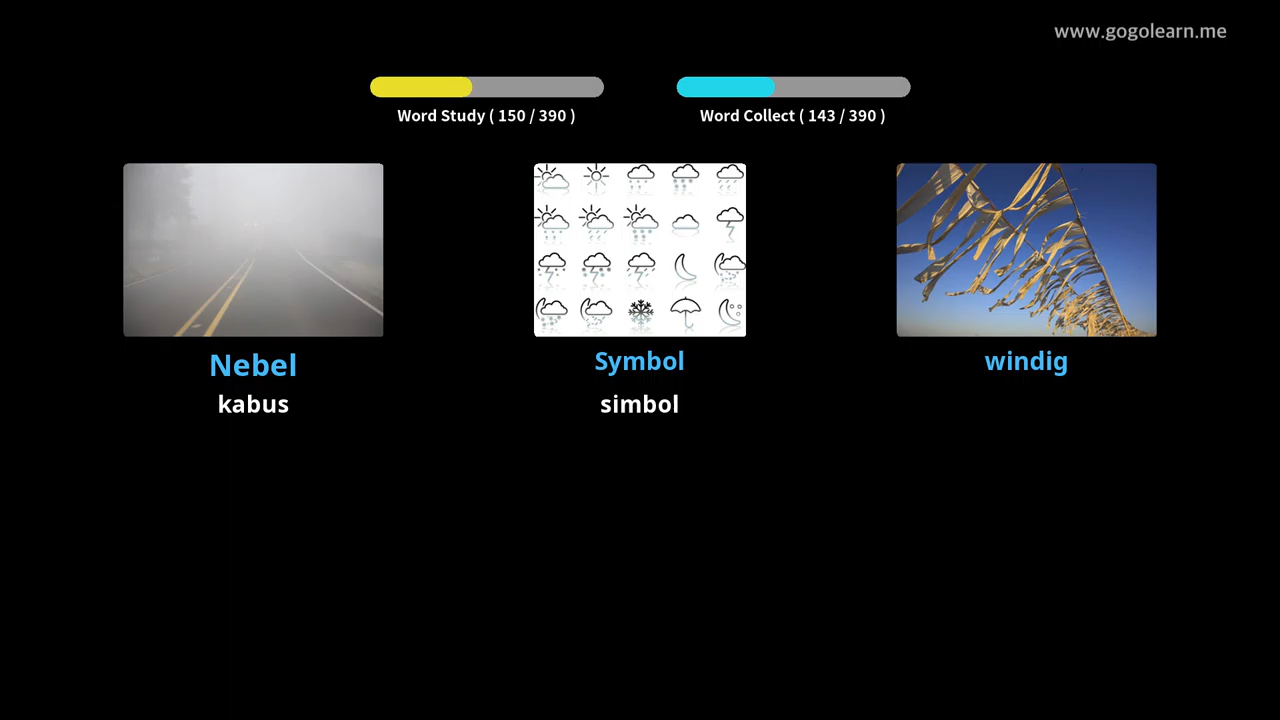 www.gogolearn.me
Word Study ( 150 / 390 )
Word Collect ( 143 / 390 )
Nebel
kabus
Symbol
simbol
windig